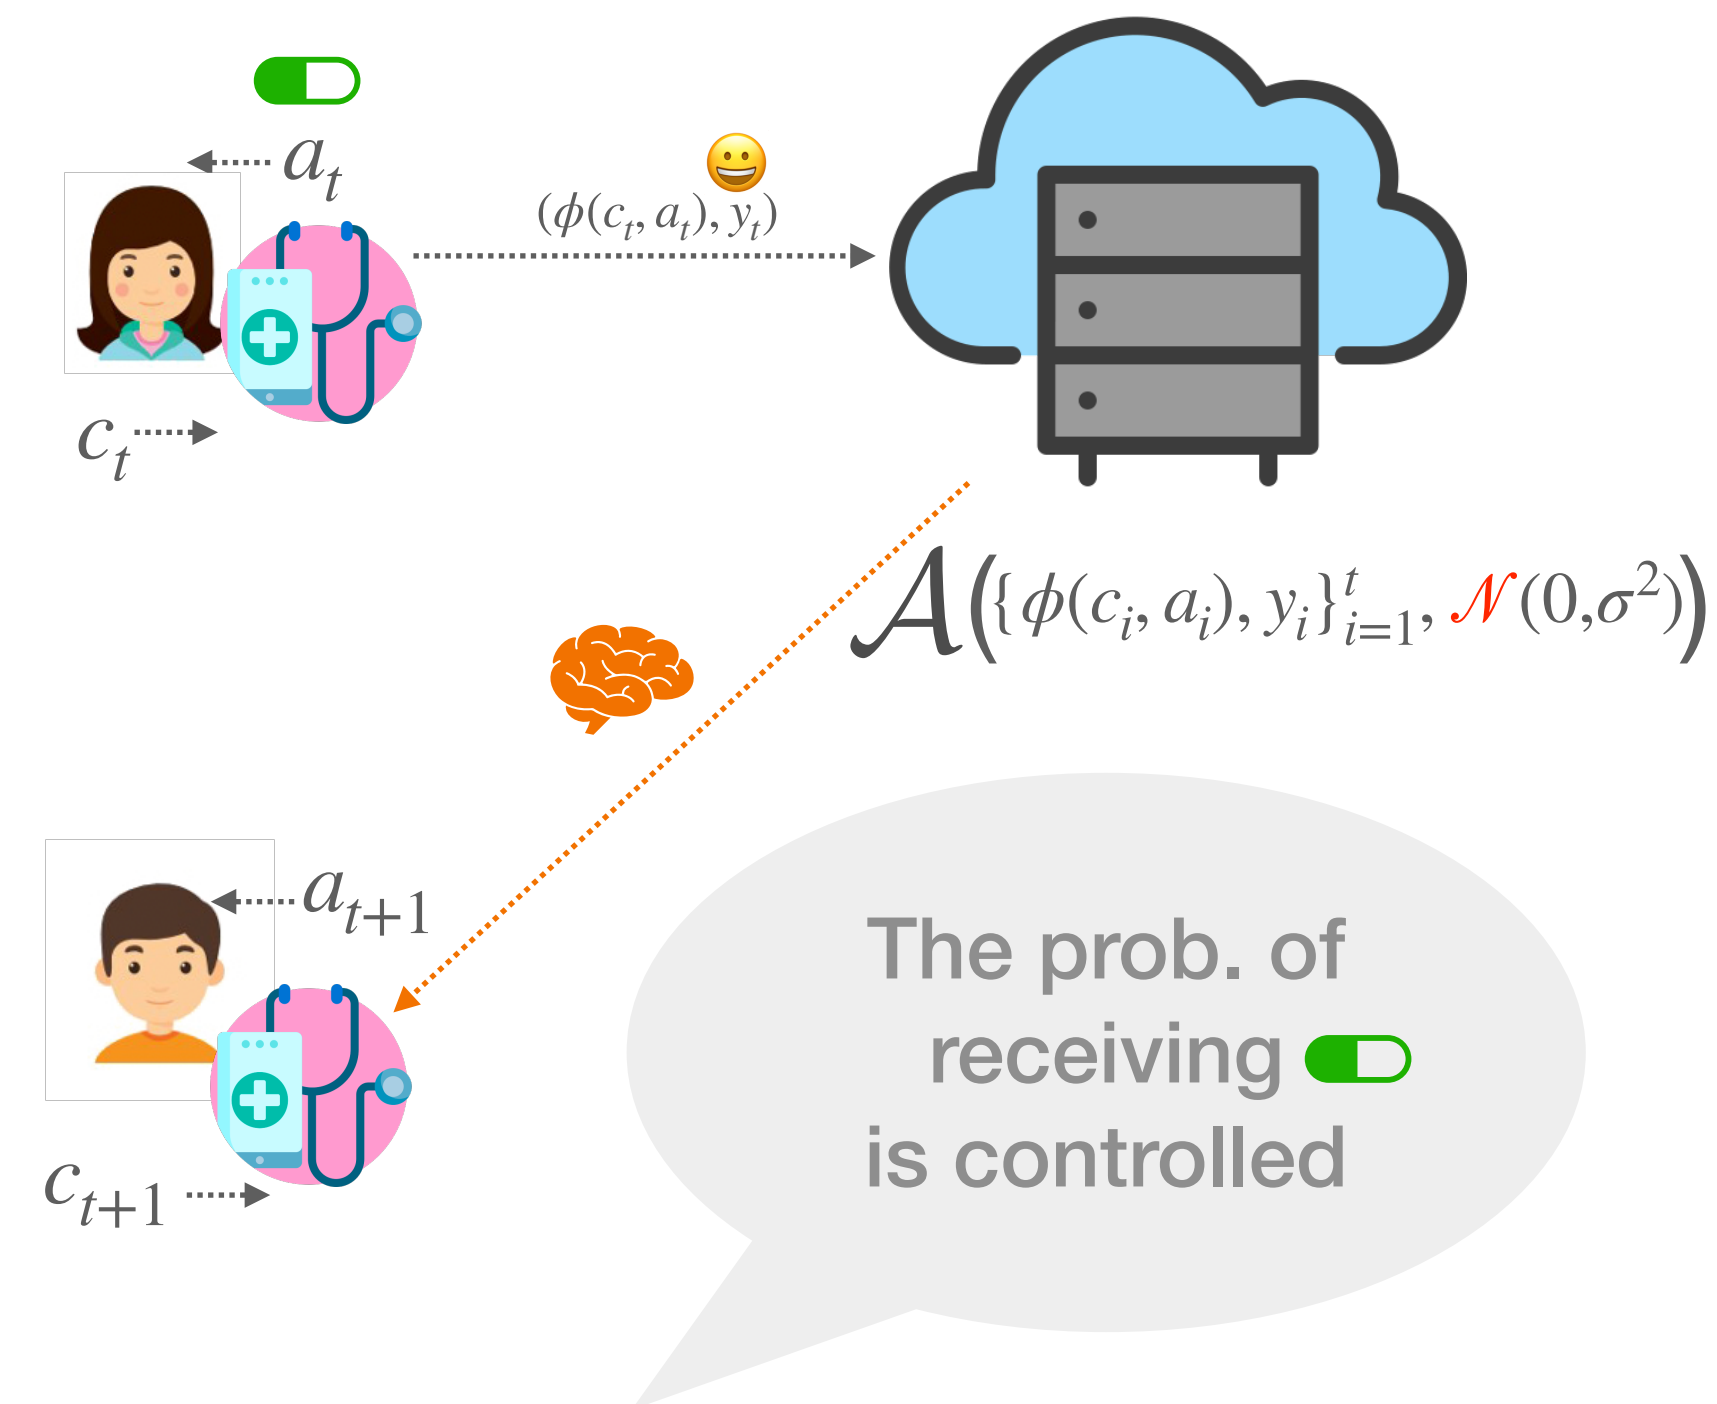 a_t
(ϕ(c_t, a_t), y_t)
c_t
𝒜({ϕ(c_i, a_i), y_i}_{i=1}^t, 𝒩(0,σ²))
a_{t+1}
The prob. of
receiving
is controlled
c_{t+1}